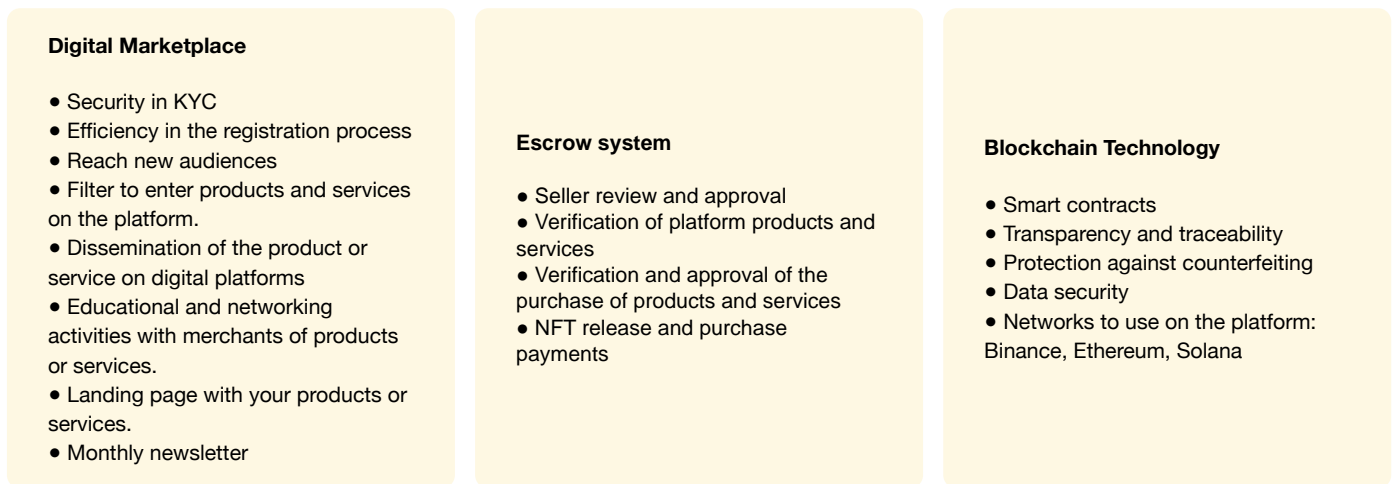 Digital Marketplace
● Security in KYC
● Efficiency in the registration process
● Reach new audiences
● Filter to enter products and services
on the platform.
● Dissemination of the product or
service on digital platforms
● Educational and networking
activities with merchants of products
or services.
● Landing page with your products or
services.
● Monthly newsletter
Escrow system
● Seller review and approval
● Verification of platform products and
services
● Verification and approval of the
purchase of products and services
● NFT release and purchase
payments
Blockchain Technology
● Smart contracts
● Transparency and traceability
● Protection against counterfeiting
● Data security
● Networks to use on the platform:
Binance, Ethereum, Solana